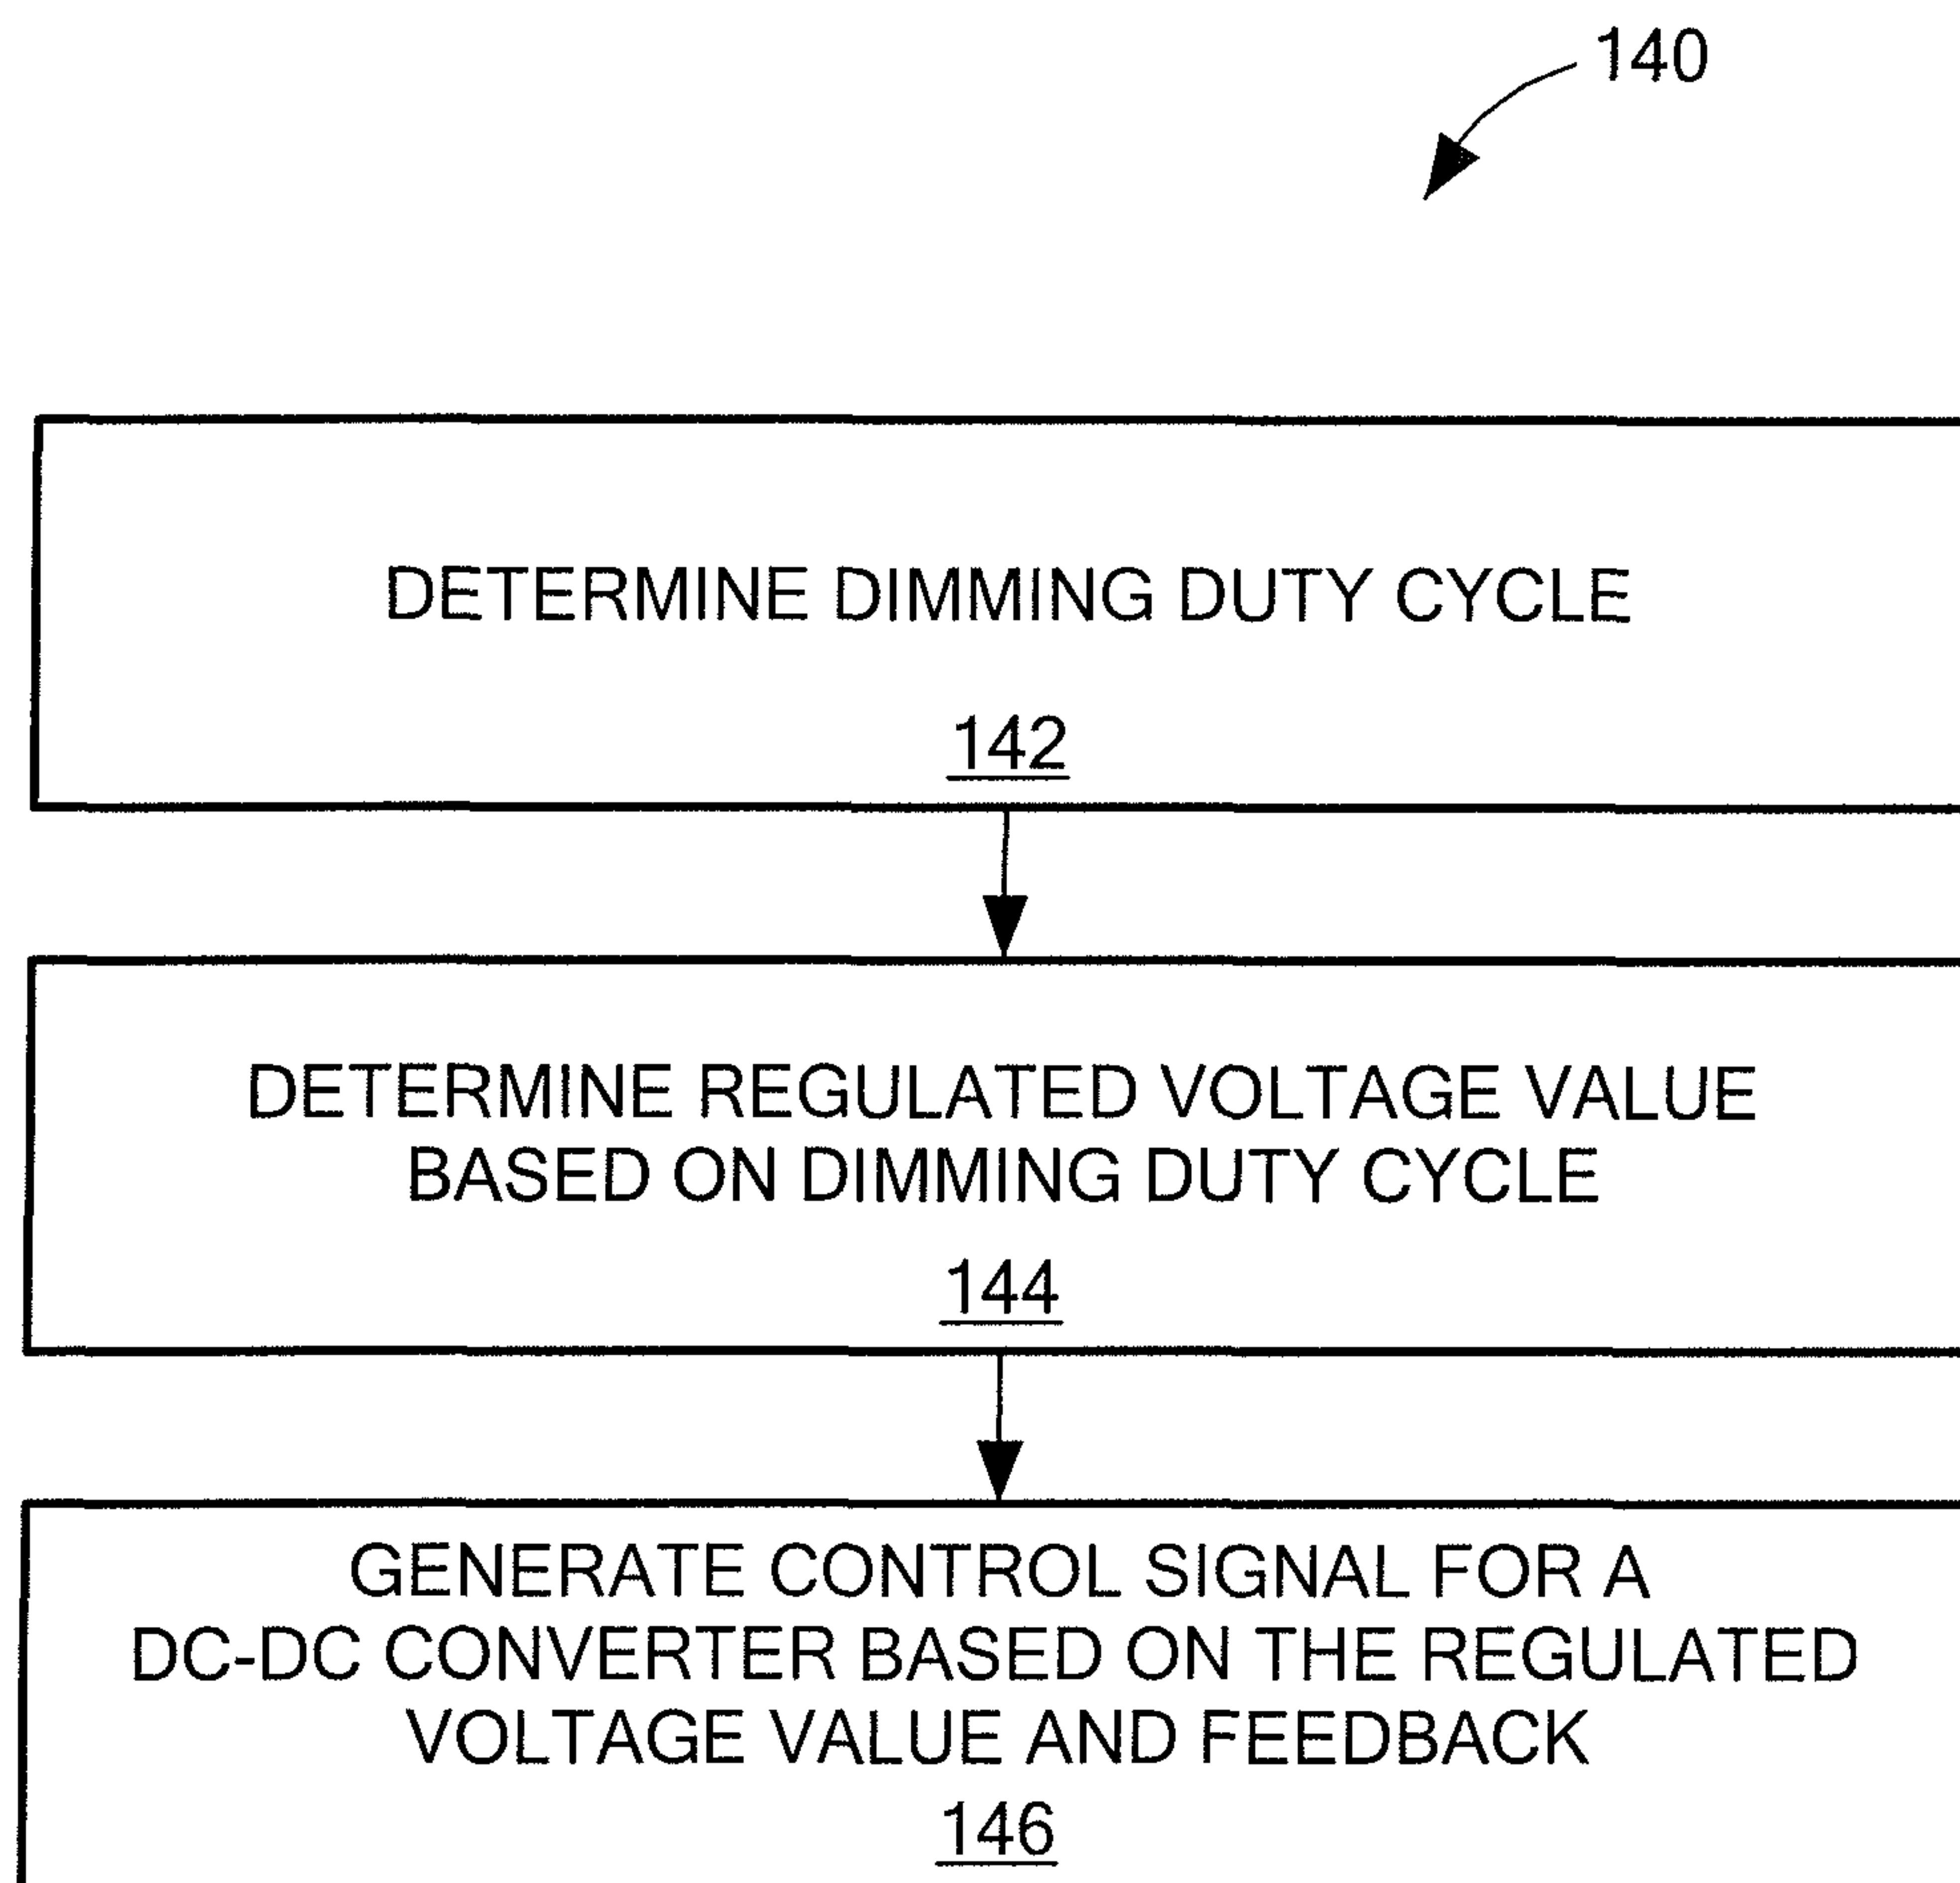 140
DETERMINE DIMMING DUTY CYCLE
142
DETERMINE REGULATED VOLTAGE VALUE
BASED ON DIMMING DUTY CYCLE
144
GENERATE CONTROL SIGNAL FOR A
DC-DC CONVERTER BASED ON THE REGULATED
VOLTAGE VALUE AND FEEDBACK
146